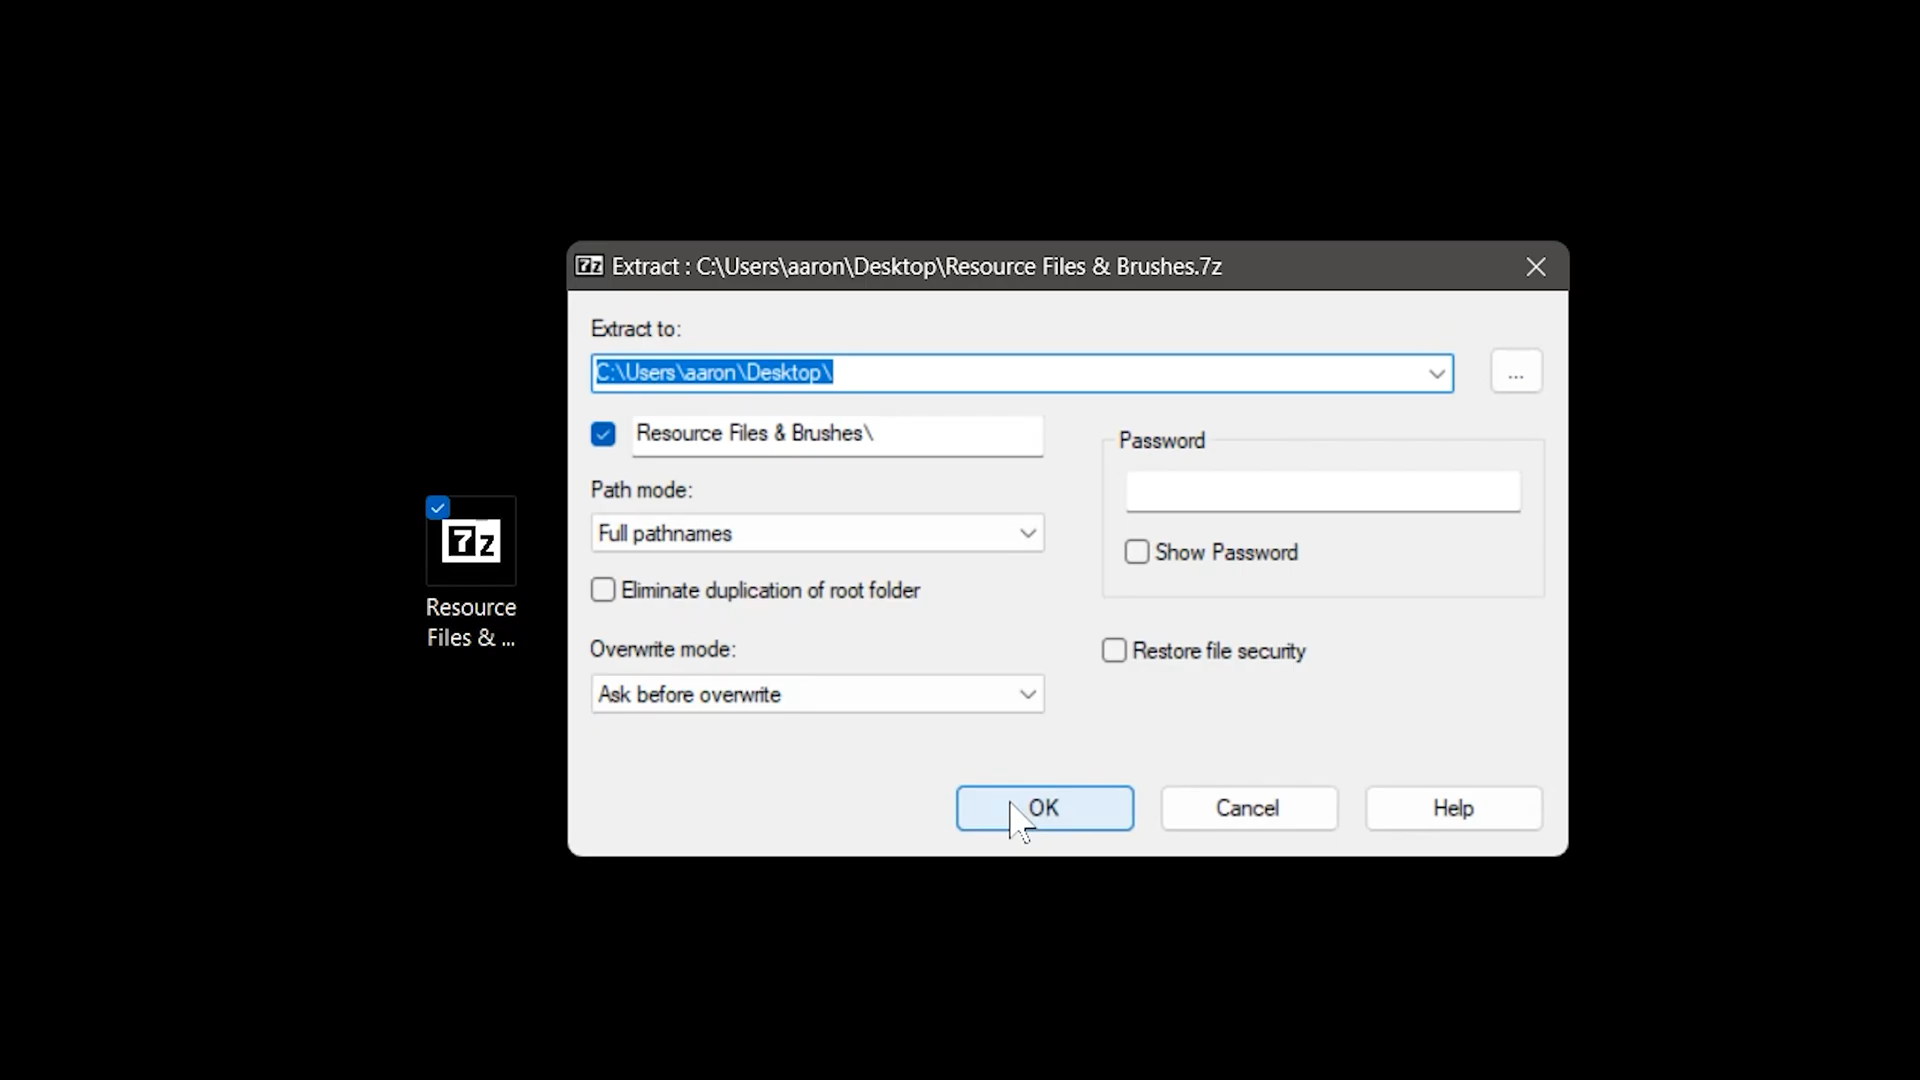 7z Extract : C:\Users\aaron\Desktop\Resource Files & Brushes.7z
Extract to:
C:\Users\aaron\Desktop\
...
Resource Files & Brushes\
Password
Path mode:
Full pathnames
Show Password
Eliminate duplication of root folder
Overwrite mode:
Restore file security
Ask before overwrite
OK
Cancel
Help
7z
Resource
Files & ...